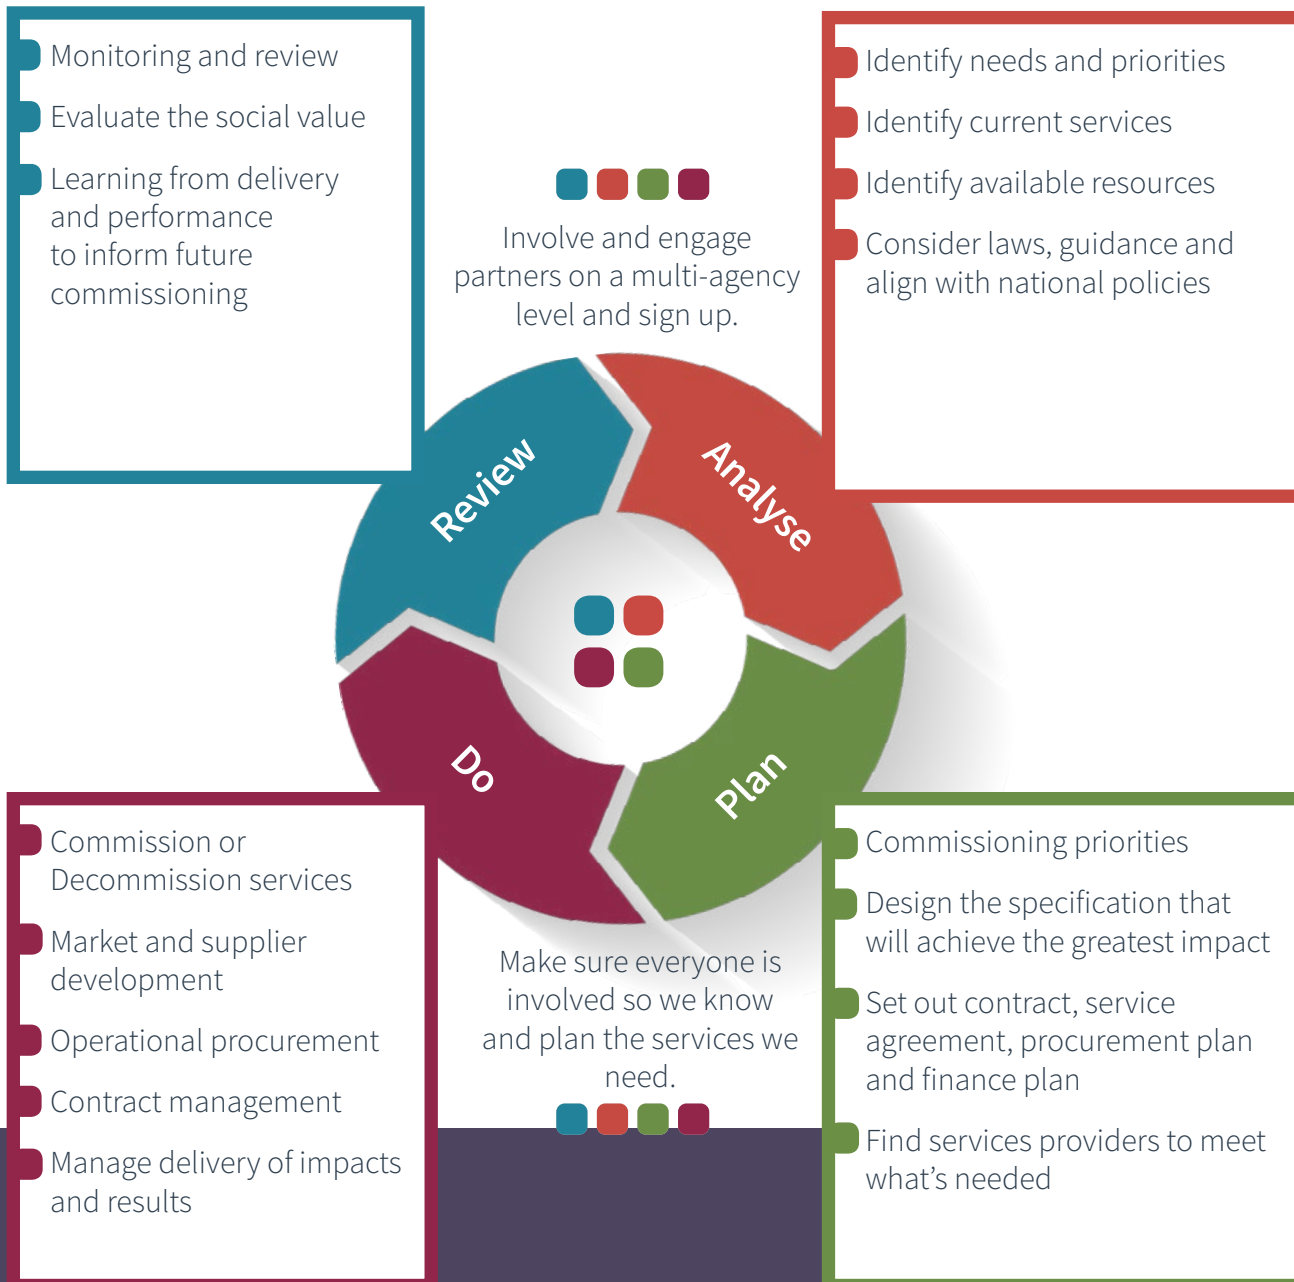 Monitoring and review
Evaluate the social value
Learning from delivery
and performance
to inform future
commissioning
Involve and engage
partners on a multi-agency
level and sign up.
Identify needs and priorities
Identify current services
Identify available resources
Consider laws, guidance and
align with national policies
Review
Analyse
Do
Plan
Commission or
Decommission services
Market and supplier
development
Operational procurement
Contract management
Manage delivery of impacts
and results
Make sure everyone is
involved so we know
and plan the services we
need.
Commissioning priorities
Design the specification that
will achieve the greatest impact
Set out contract, service
agreement, procurement plan
and finance plan
Find services providers to meet
what’s needed